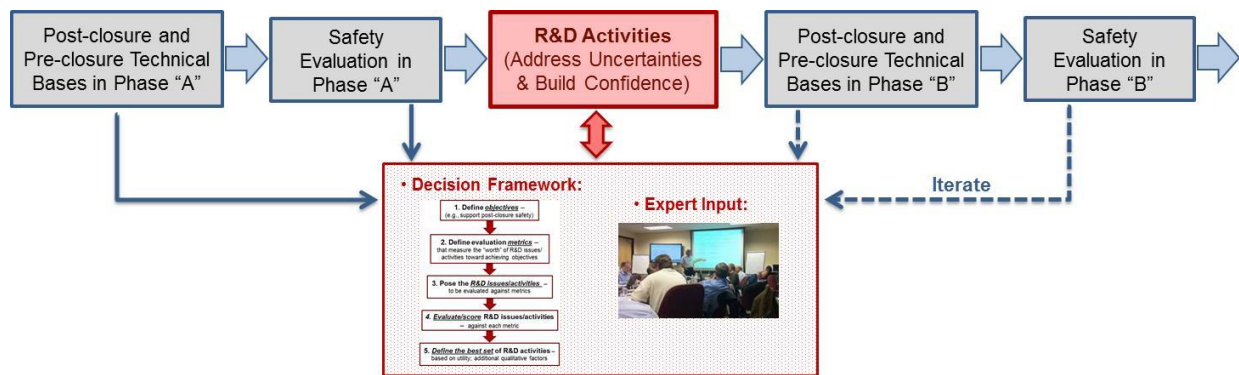 Post-closure and
Pre-closure Technical
Bases in Phase “A”
Safety
Evaluation in
Phase “A”
R&D Activities
(Address Uncertainties
& Build Confidence)
Post-closure and
Pre-closure Technical
Bases in Phase “B”
Safety
Evaluation in
Phase “B”
Iterate
• Decision Framework:
1. Define objectives –
(e.g., support post-closure safety)
2. Define evaluation metrics –
that measure the “worth” of R&D issues/
activities toward achieving objectives
3. Pose the R&D issues/activities –
to be evaluated against metrics
4. Evaluate/score R&D issues/activities
– against each metric
5. Define the best set of R&D activities –
based on utility; additional qualitative factors
• Expert Input: